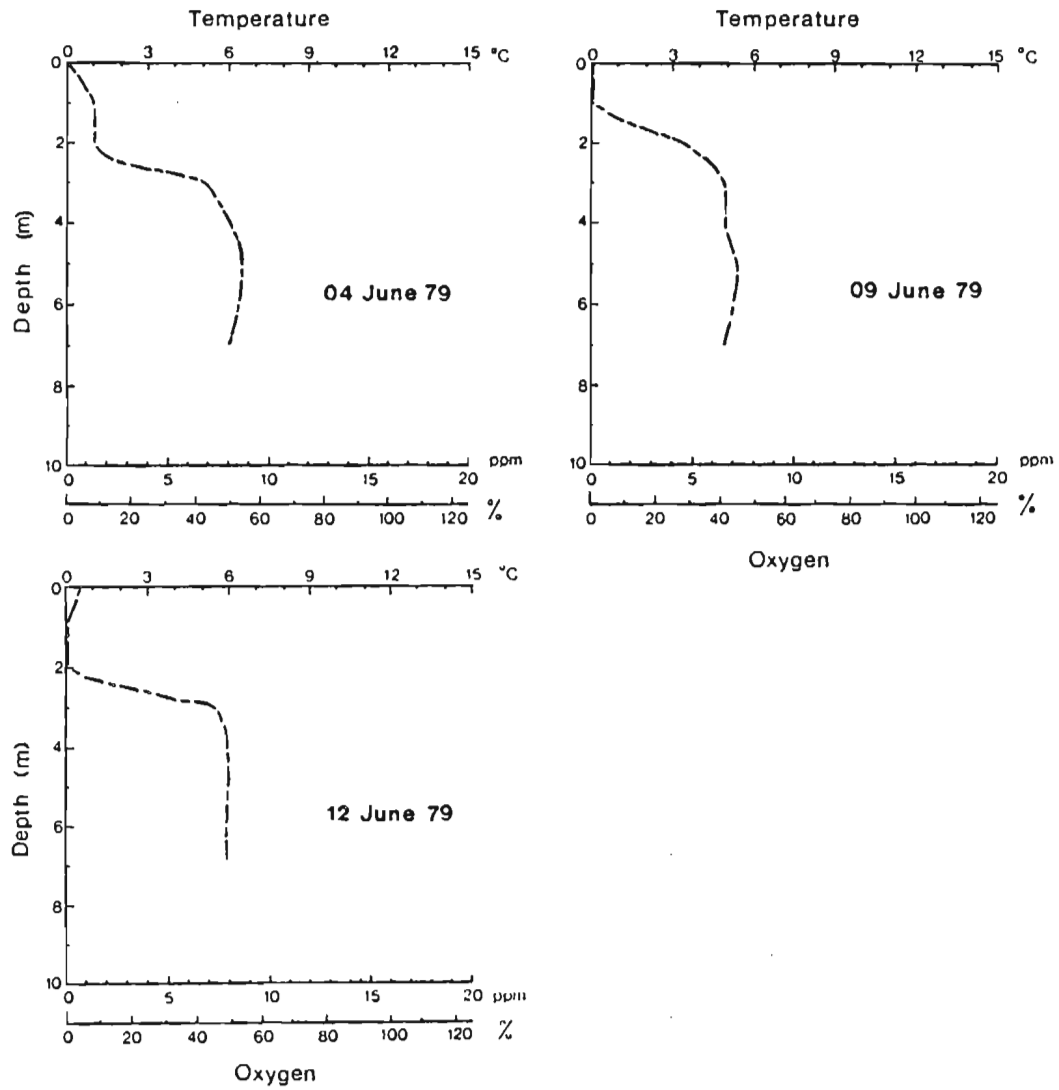 Temperature
0 3 6 9 12 15 °C
0
2
4
6
8
10
Depth (m)
04 June 79
0 5 10 15 20 ppm
0 20 40 60 80 100 120 %
Temperature
0 3 6 9 12 15 °C
0
2
4
6
8
10
09 June 79
0 5 10 15 20 ppm
0 20 40 60 80 100 120 %
Oxygen
0 3 6 9 12 15 °C
0
2
4
6
8
10
Depth (m)
12 June 79
0 5 10 15 20 ppm
0 20 40 60 80 100 120 %
Oxygen